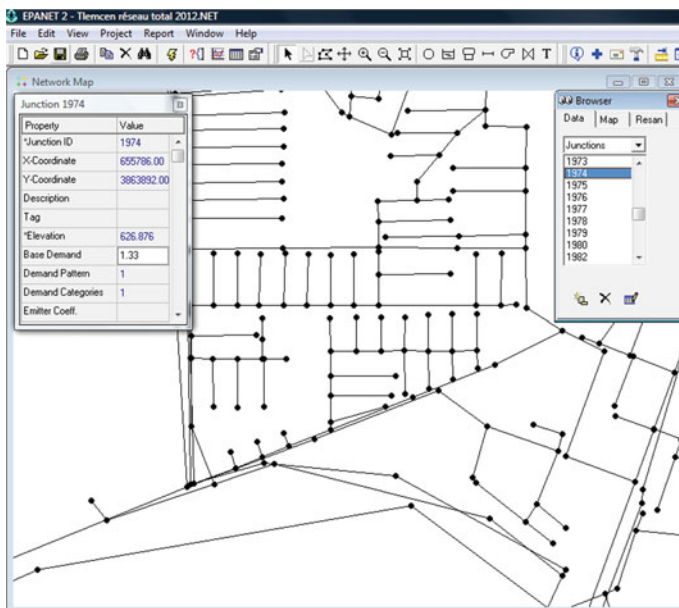 EPANET 2 - Tlemcen réseau total 2012.NET
File Edit View Project Report Window Help
T
Network Map
Junction 1974
Property Value
*Junction ID 1974
X-Coordinate 655786.00
Y-Coordinate 3863892.00
Description
Tag
*Elevation 626.876
Base Demand 1.33
Demand Pattern 1
Demand Categories 1
Emitter Coeff.
Browser
Data Map Resan
Junctions
1973
1974
1975
1976
1977
1978
1979
1980
1982